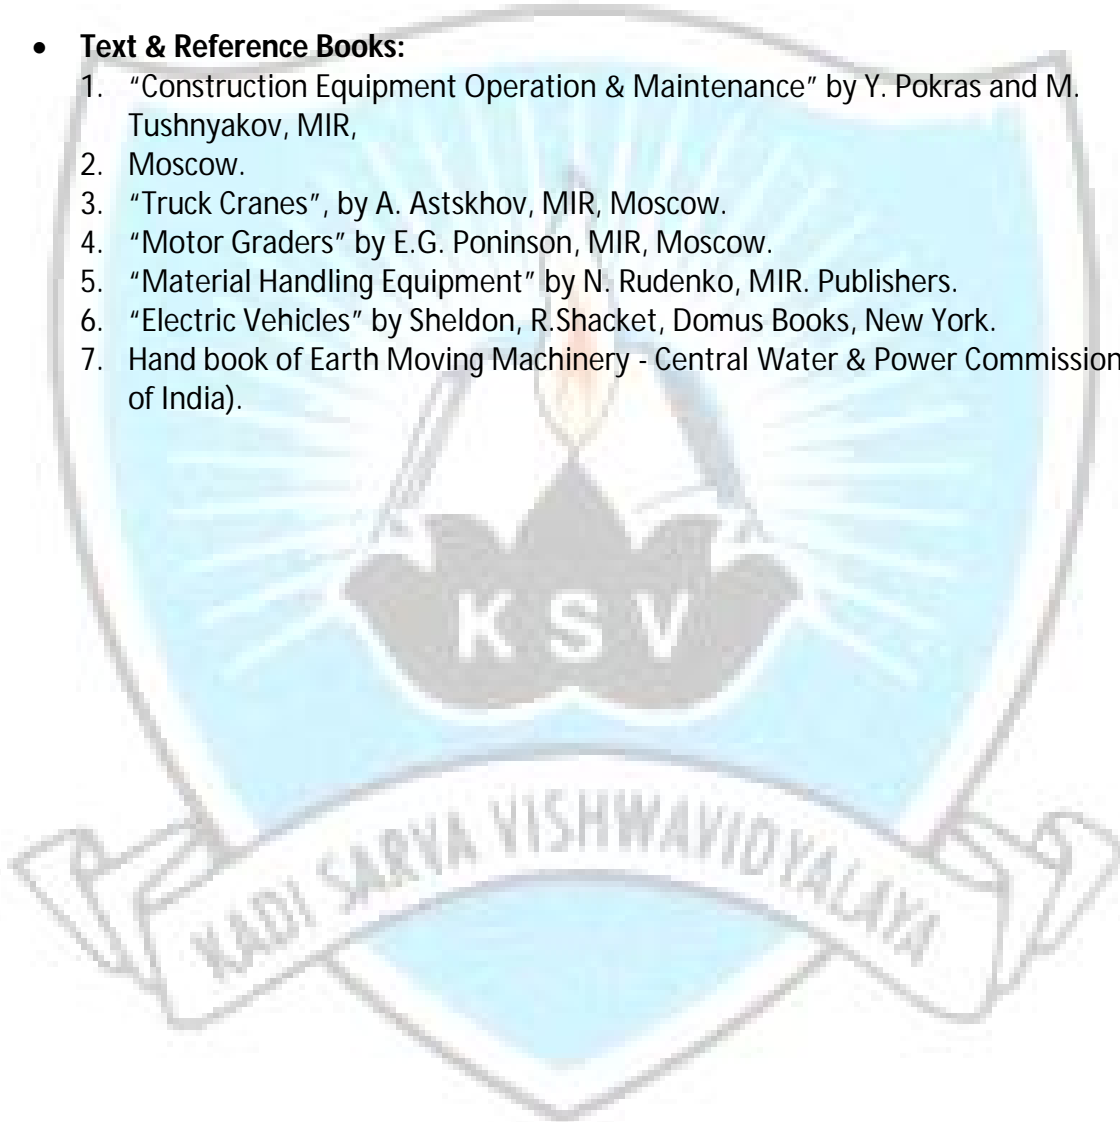 • Text & Reference Books:
1. “Construction Equipment Operation & Maintenance” by Y. Pokras and M.
Tushnyakov, MIR,
2. Moscow.
3. “Truck Cranes”, by A. Astskhov, MIR, Moscow.
4. “Motor Graders” by E.G. Poninson, MIR, Moscow.
5. “Material Handling Equipment” by N. Rudenko, MIR. Publishers.
6. “Electric Vehicles” by Sheldon, R.Shacket, Domus Books, New York.
7. Hand book of Earth Moving Machinery - Central Water & Power Commission
of India).
K S V
KADI SARVA VISHWAVIDYALAYA